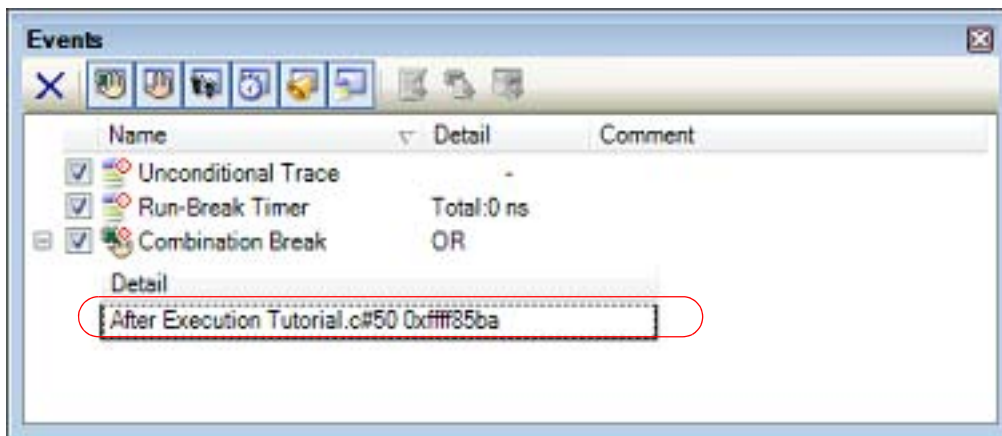 Events
Name Detail Comment
Unconditional Trace -
Run-Break Timer Total:0 ns
Combination Break OR
Detail
After Execution Tutorial.c#50 0xffff85ba